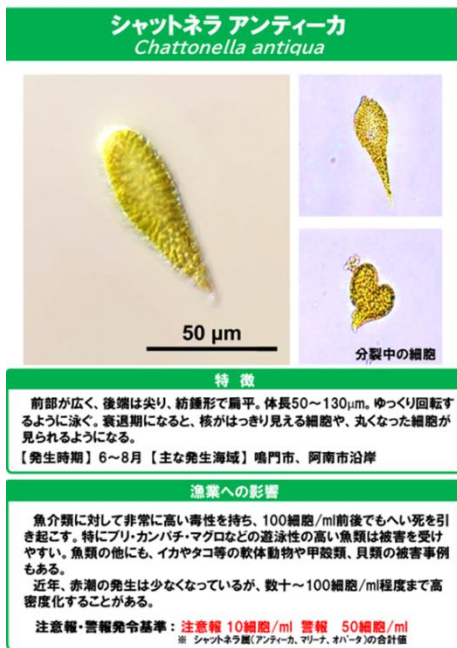 シャットネラ アンティーカ
Chattonella antiqua
50 μm
分裂中の細胞
特 徴
前部が広く、後端は尖り、紡錘形で扁平。体長50～130μm。ゆっくり回転す
るように泳ぐ。衰退期になると、核がはっきり見える細胞や、丸くなった細胞が
見られるようになる。
【発生時期】 6～8月 【主な発生海域】 鳴門市、阿南市沿岸
漁業への影響
魚介類に対して非常に高い毒性を持ち、100細胞/ml前後でもへい死を引
き起こす。特にブリ・カンパチ・マグロなどの遊泳性の高い魚類は被害を受け
やすい。魚類の他にも、イカやタコ等の軟体動物や甲殻類、貝類の被害事例
もある。
近年、赤潮の発生は少なくなっているが、数十～100細胞/ml程度まで高
密度化することがある。
注意報・警報発令基準： 注意報 10細胞/ml 警報 50細胞/ml
※ シャットネラ属(アンティーカ、マリーナ、オバータ)の合計値